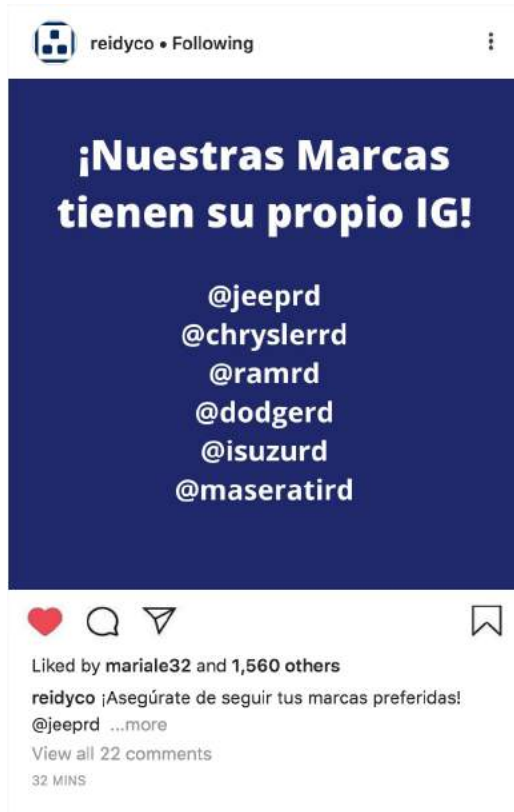 reidyco • Following
¡Nuestras Marcas
tienen su propio IG!
@jeeprd
@chryslerrd
@ramrd
@dodgerd
@isuzurd
@maseratird
Liked by mariale32 and 1,560 others
reidyco ¡Asegúrate de seguir tus marcas preferidas!
@jeeprd ...more
View all 22 comments
32 MINS